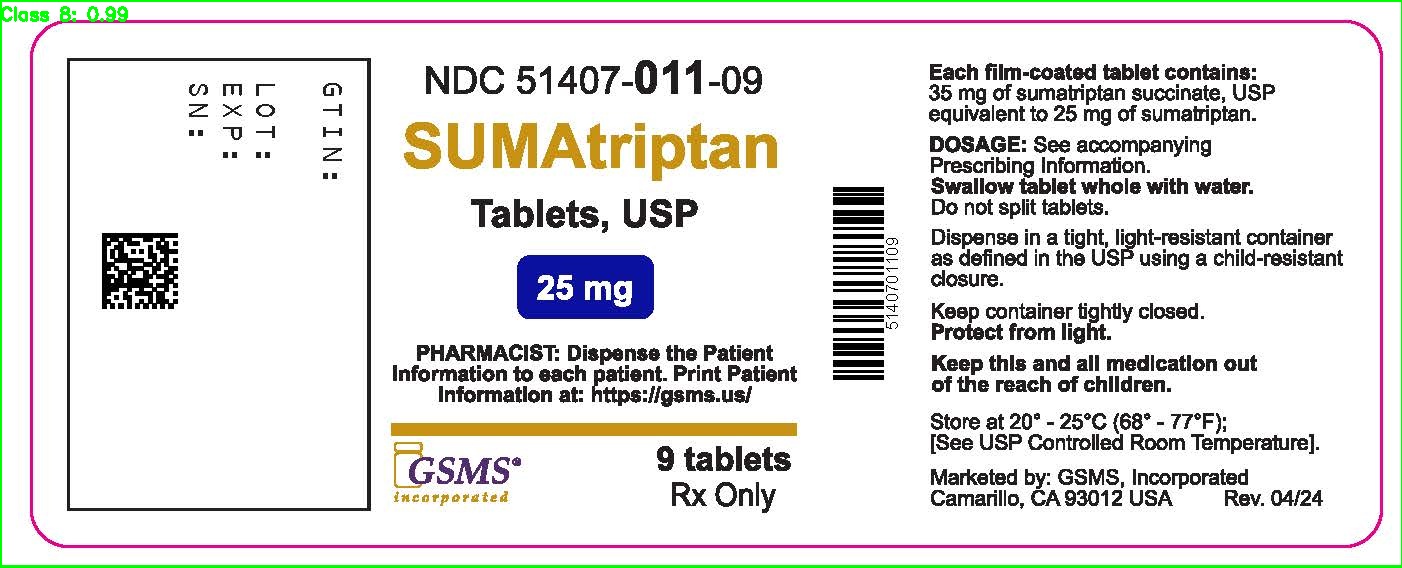 Class 8: 0.99
GTIN:
LOT:
EXP:
SN:
NDC 51407-011-09
SUMAtriptan
Tablets, USP
25 mg
PHARMACIST: Dispense the Patient
Information to each patient. Print Patient
Information at: https://gsms.us/
GSMS®
incorporated
9 tablets
Rx Only
5140701109
Each film-coated tablet contains:
35 mg of sumatriptan succinate, USP
equivalent to 25 mg of sumatriptan.
DOSAGE: See accompanying
Prescribing Information.
Swallow tablet whole with water.
Do not split tablets.
Dispense in a tight, light-resistant container
as defined in the USP using a child-resistant
closure.
Keep container tightly closed.
Protect from light.
Keep this and all medication out
of the reach of children.
Store at 20° - 25°C (68° - 77°F);
[See USP Controlled Room Temperature].
Marketed by: GSMS, Incorporated
Camarillo, CA 93012 USA Rev. 04/24